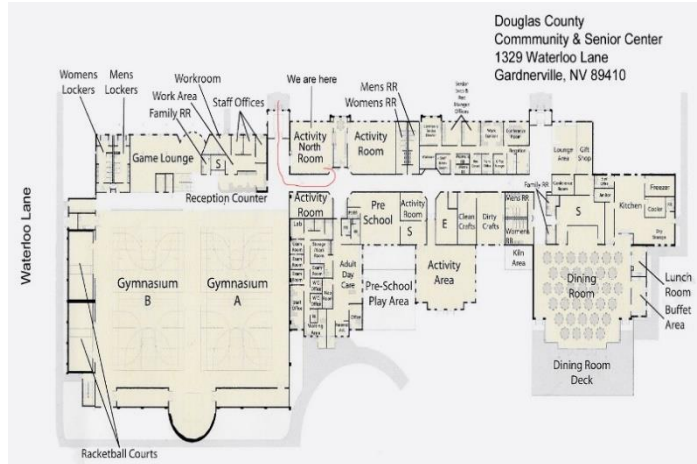 Douglas County
Commmunity & Senior Center
1329 Waterloo Lane
Gardnerville, NV 89410
Womens
Lockers
Mens
Lockers
Workroom
Work Area
Family RR
Staff Offices
We are here
Mens RR
Womens RR
Game Lounge
S
Activity
North
Room
Activity
Room
Lounge
Area
Gift
Shop
Reception Counter
Family RR
Kitchen
Freezer
Cooler
Waterloo Lane
Activity
Room
Pre
School
Activity
Room
S
E
Clean
Crafts
Dirty
Crafts
Mens
RR
Womens
RR
Kiln
Area
S
Gymnasium
B
Gymnasium
A
Adult
Day
Care
Pre-School
Play Area
Activity
Area
Dining
Room
Lunch
Room
Buffet
Area
Dining Room
Deck
Racketball Courts